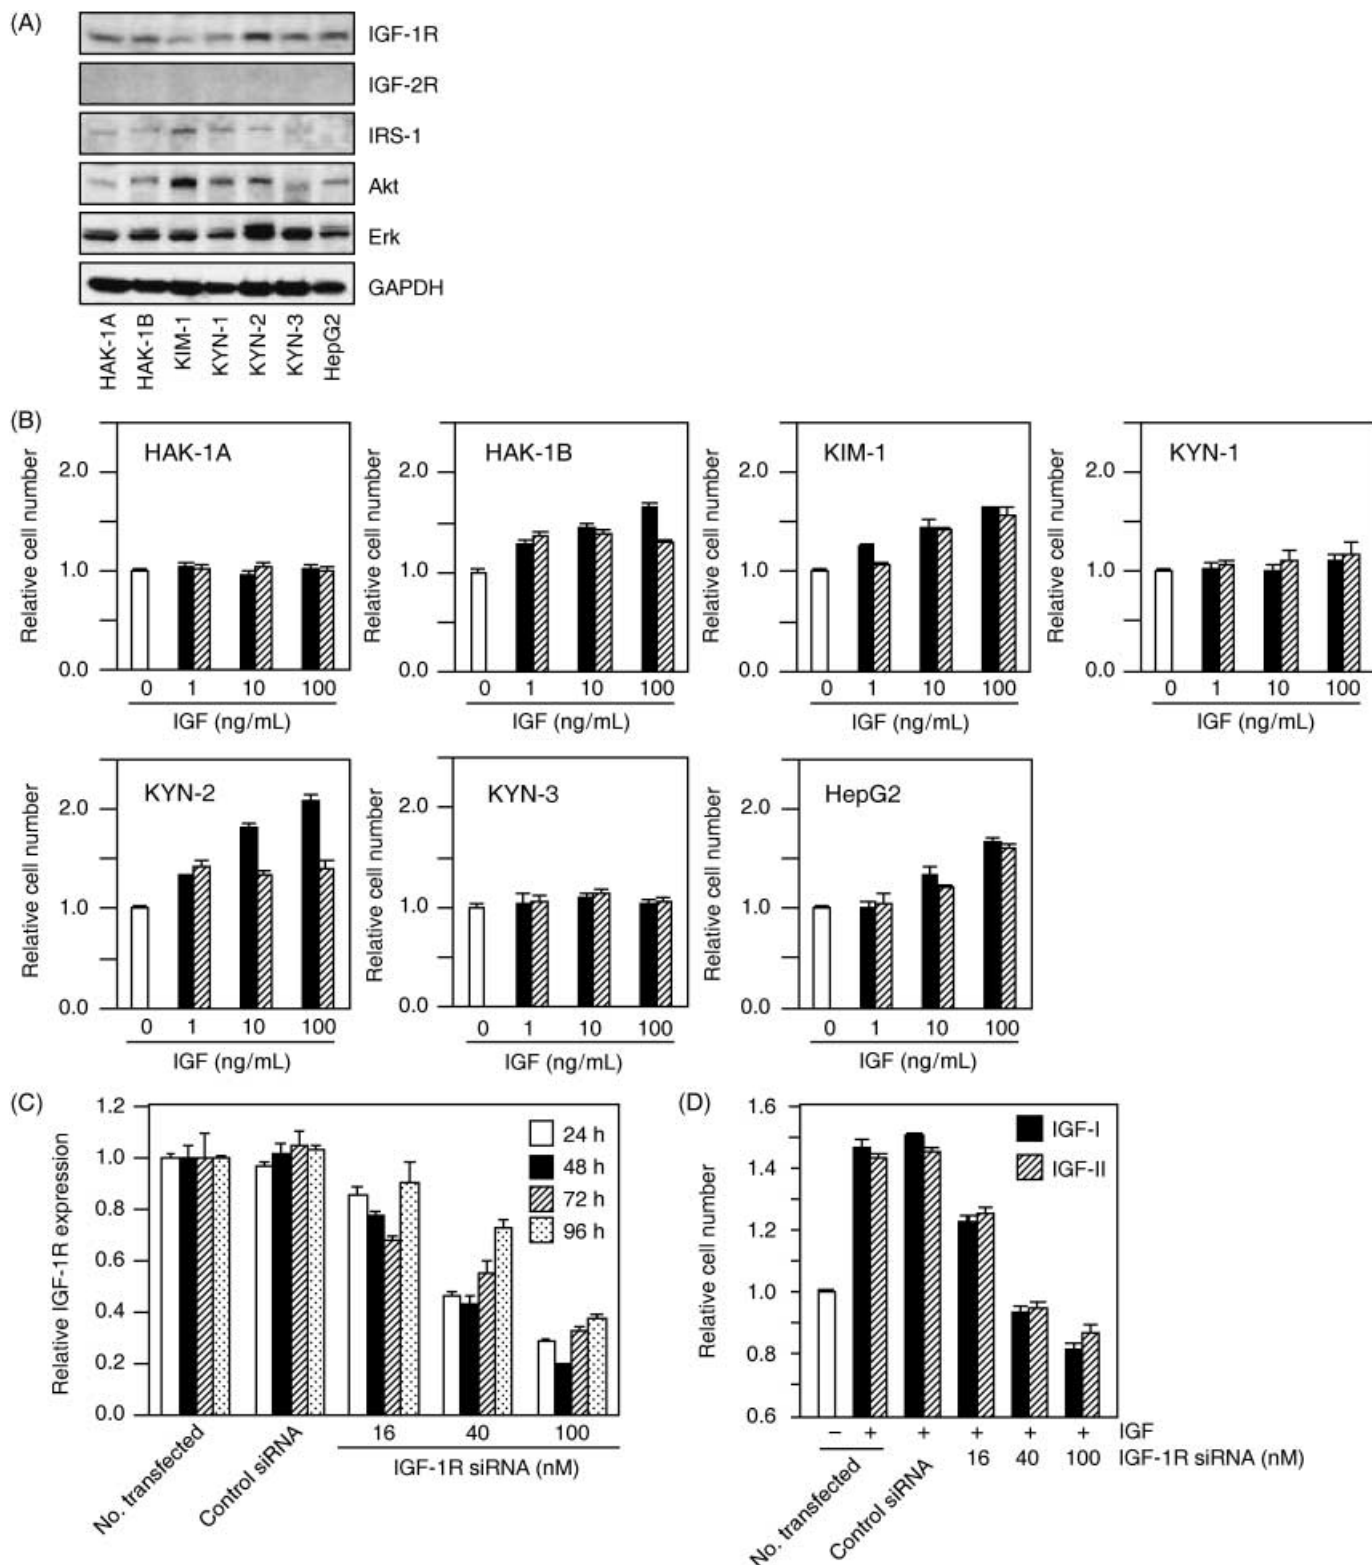 (A)
IGF-1R
IGF-2R
IRS-1
Akt
Erk
GAPDH
HAK-1A
HAK-1B
KIM-1
KYN-1
KYN-2
KYN-3
HepG2
(B)
HAK-1A
Relative cell number
2.0
1.0
0.0
0 1 10 100
IGF (ng/mL)
HAK-1B
Relative cell number
2.0
1.0
0.0
0 1 10 100
IGF (ng/mL)
KIM-1
Relative cell number
2.0
1.0
0.0
0 1 10 100
IGF (ng/mL)
KYN-1
Relative cell number
2.0
1.0
0.0
0 1 10 100
IGF (ng/mL)
KYN-2
Relative cell number
2.0
1.0
0.0
0 1 10 100
IGF (ng/mL)
KYN-3
Relative cell number
2.0
1.0
0.0
0 1 10 100
IGF (ng/mL)
HepG2
Relative cell number
2.0
1.0
0.0
0 1 10 100
IGF (ng/mL)
(C)
Relative IGF-1R expression
1.2
1.0
0.8
0.6
0.4
0.2
0.0
24 h
48 h
72 h
96 h
No. transfected
Control siRNA
16 40 100
IGF-1R siRNA (nM)
(D)
Relative cell number
1.6
1.4
1.2
1.0
0.8
0.6
IGF-I
IGF-II
− + + + + + IGF
16 40 100 IGF-1R siRNA (nM)
No. transfected
Control siRNA